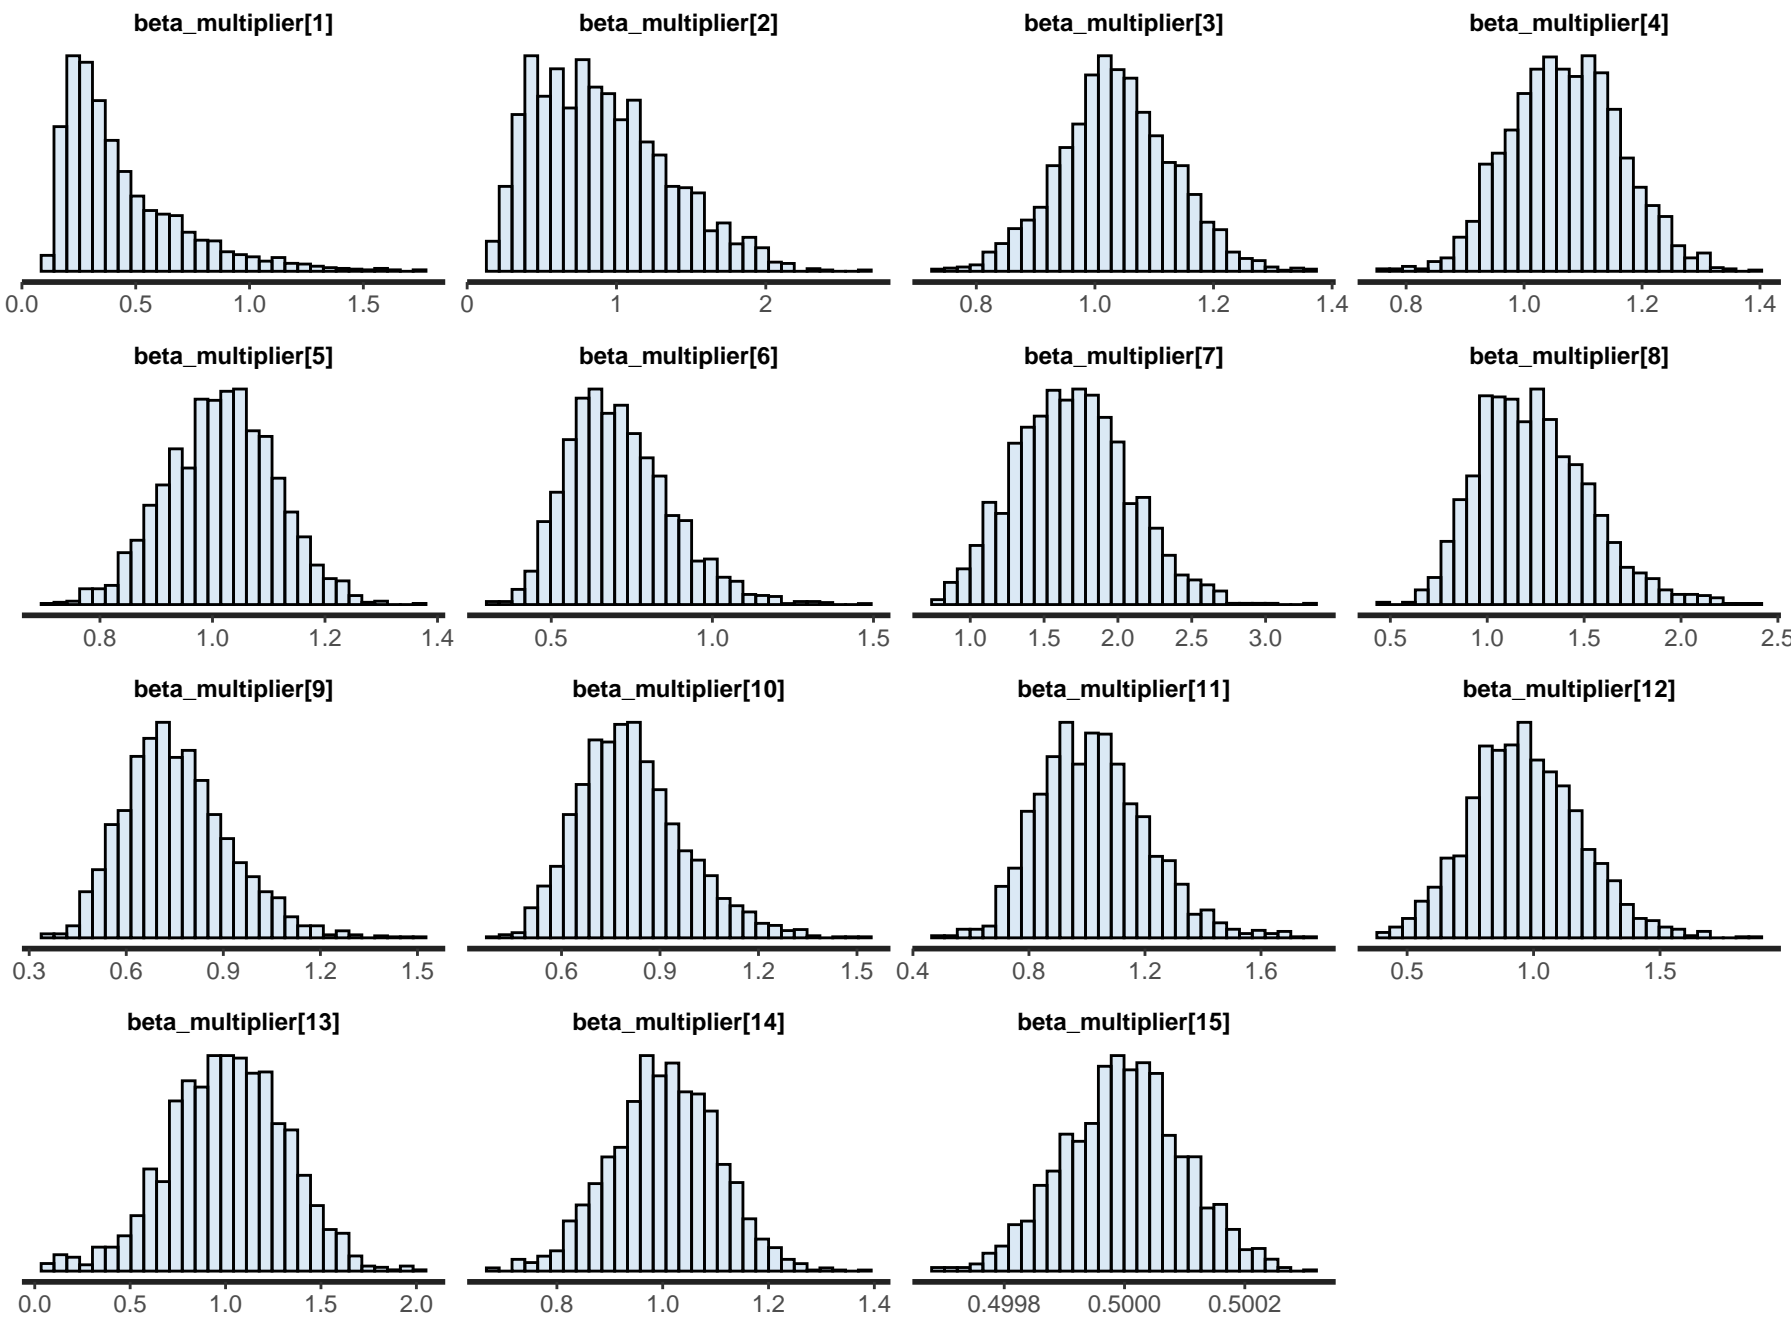 beta_multiplier[1] beta_multiplier[2] beta_multiplier[3] beta_multiplier[4]
0.0 0.5 1.0 1.5 0 1 2 0.8 1.0 1.2 1.4 0.8 1.0 1.2 1.4
beta_multiplier[5] beta_multiplier[6] beta_multiplier[7] beta_multiplier[8]
0.8 1.0 1.2 1.4 0.5 1.0 1.5 1.0 1.5 2.0 2.5 3.0 0.5 1.0 1.5 2.0 2.5
beta_multiplier[9] beta_multiplier[10] beta_multiplier[11] beta_multiplier[12]
0.3 0.6 0.9 1.2 1.5 0.6 0.9 1.2 1.5 0.4 0.8 1.2 1.6 0.5 1.0 1.5
beta_multiplier[13] beta_multiplier[14] beta_multiplier[15]
0.0 0.5 1.0 1.5 2.0 0.8 1.0 1.2 1.4 0.4998 0.5000 0.5002